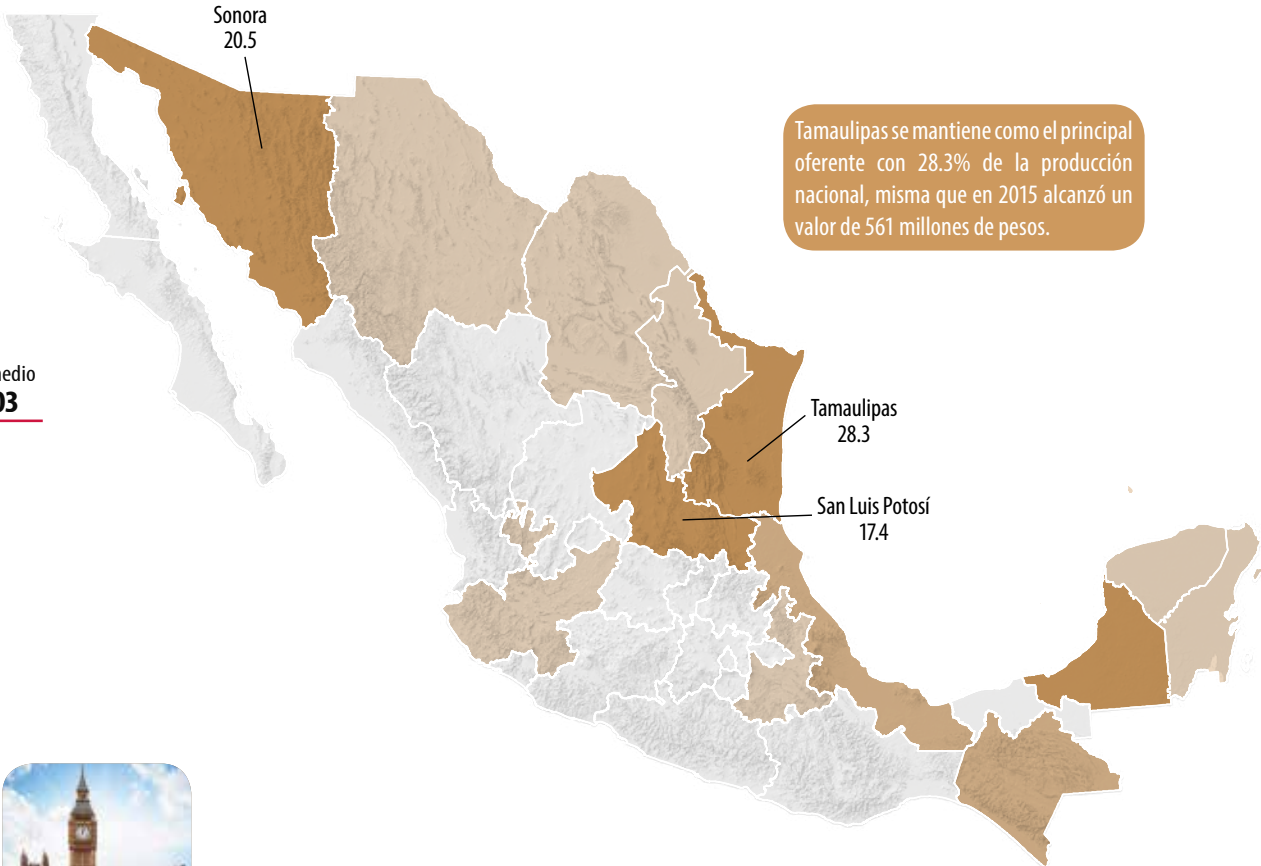 Sonora
20.5
Tamaulipas se mantiene como el principal
oferente con 28.3% de la producción
nacional, misma que en 2015 alcanzó un
valor de 561 millones de pesos.
Tamaulipas
28.3
San Luis Potosí
17.4